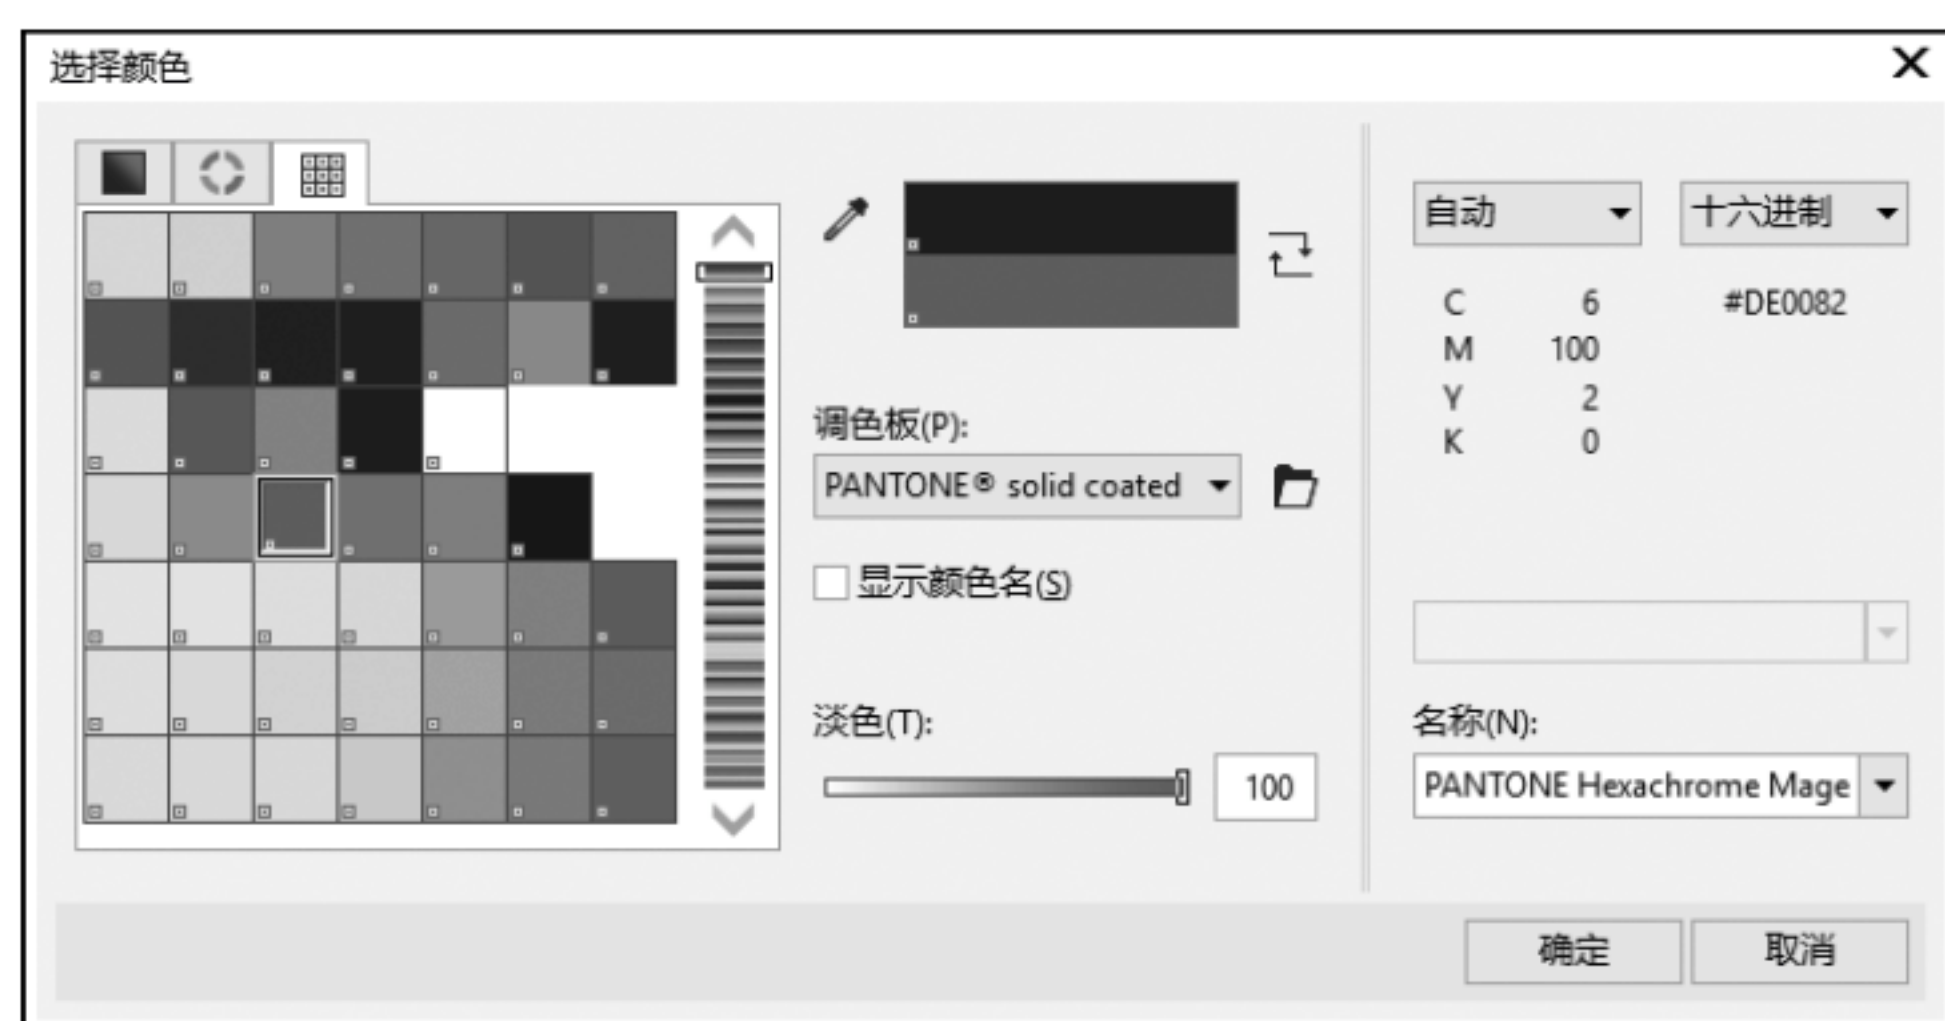 选择颜色
自动
十六进制
C 6 #DE0082
M 100
Y 2
K 0
调色板(P):
PANTONE® solid coated
显示颜色名(S)
淡色(T):
100
名称(N):
PANTONE Hexachrome Mage
确定
取消